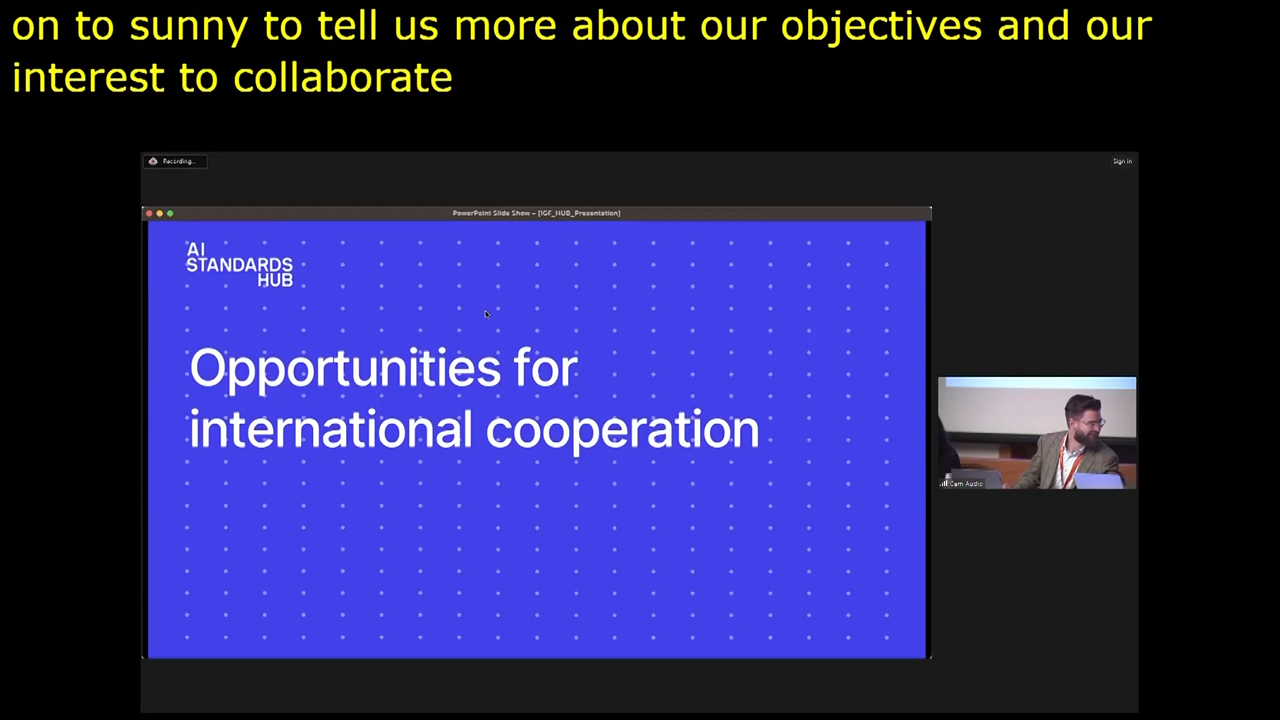 on to sunny to tell us more about our objectives and our
interest to collaborate
Recording...
Sign in
PowerPoint Slide Show - [IGF_HUB_Presentation]
AI
STANDARDS
HUB
Opportunities for
international cooperation
Cam Audio